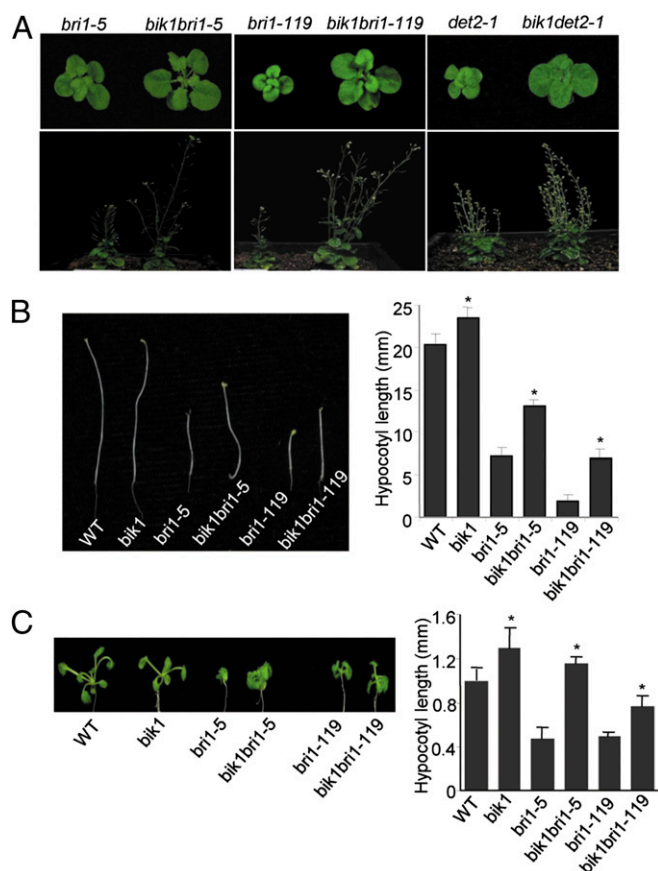 A
bri1-5 bik1bri1-5 bri1-119 bik1bri1-119 det2-1 bik1det2-1
B
WT bik1 bri1-5 bik1bri1-5 bri1-119 bik1bri1-119
Hypocotyl length (mm)
25
20
15
10
5
0
* * *
WT bik1 bri1-5 bik1bri1-5 bri1-119 bik1bri1-119
C
WT bik1 bri1-5 bik1bri1-5 bri1-119 bik1bri1-119
Hypocotyl length (mm)
1.6
1.2
0.8
0.4
0
* * *
WT bik1 bri1-5 bik1bri1-5 bri1-119 bik1bri1-119